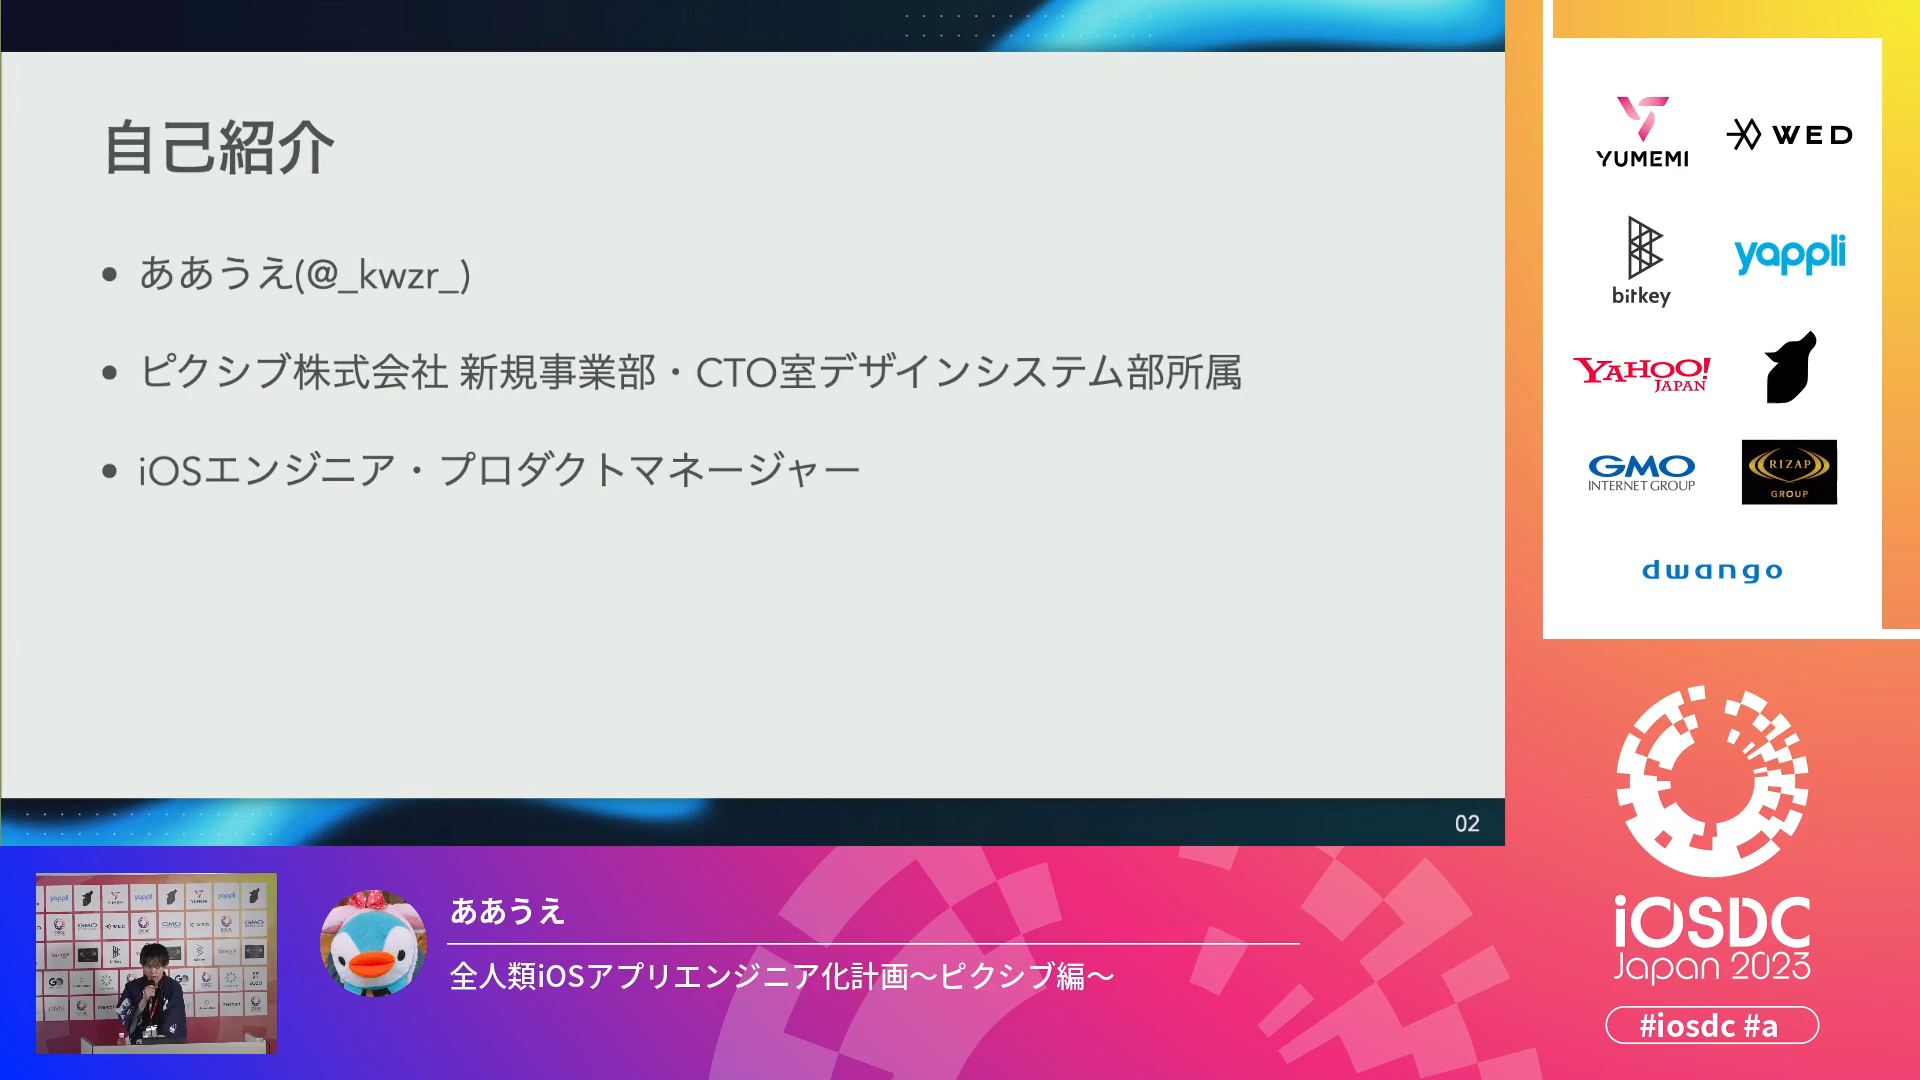 自己紹介
• ああうえ(@_kwzr_)
• ピクシブ株式会社 新規事業部・CTO室デザインシステム部所属
• iOSエンジニア・プロダクトマネージャー
02
ああうえ
全人類iOSアプリエンジニア化計画〜ピクシブ編〜
YUMEMI
WED
bitkey
yappli
YAHOO!
JAPAN
GMO
INTERNET GROUP
RIZAP
GROUP
dwango
iOSDC
Japan 2023
#iosdc #a